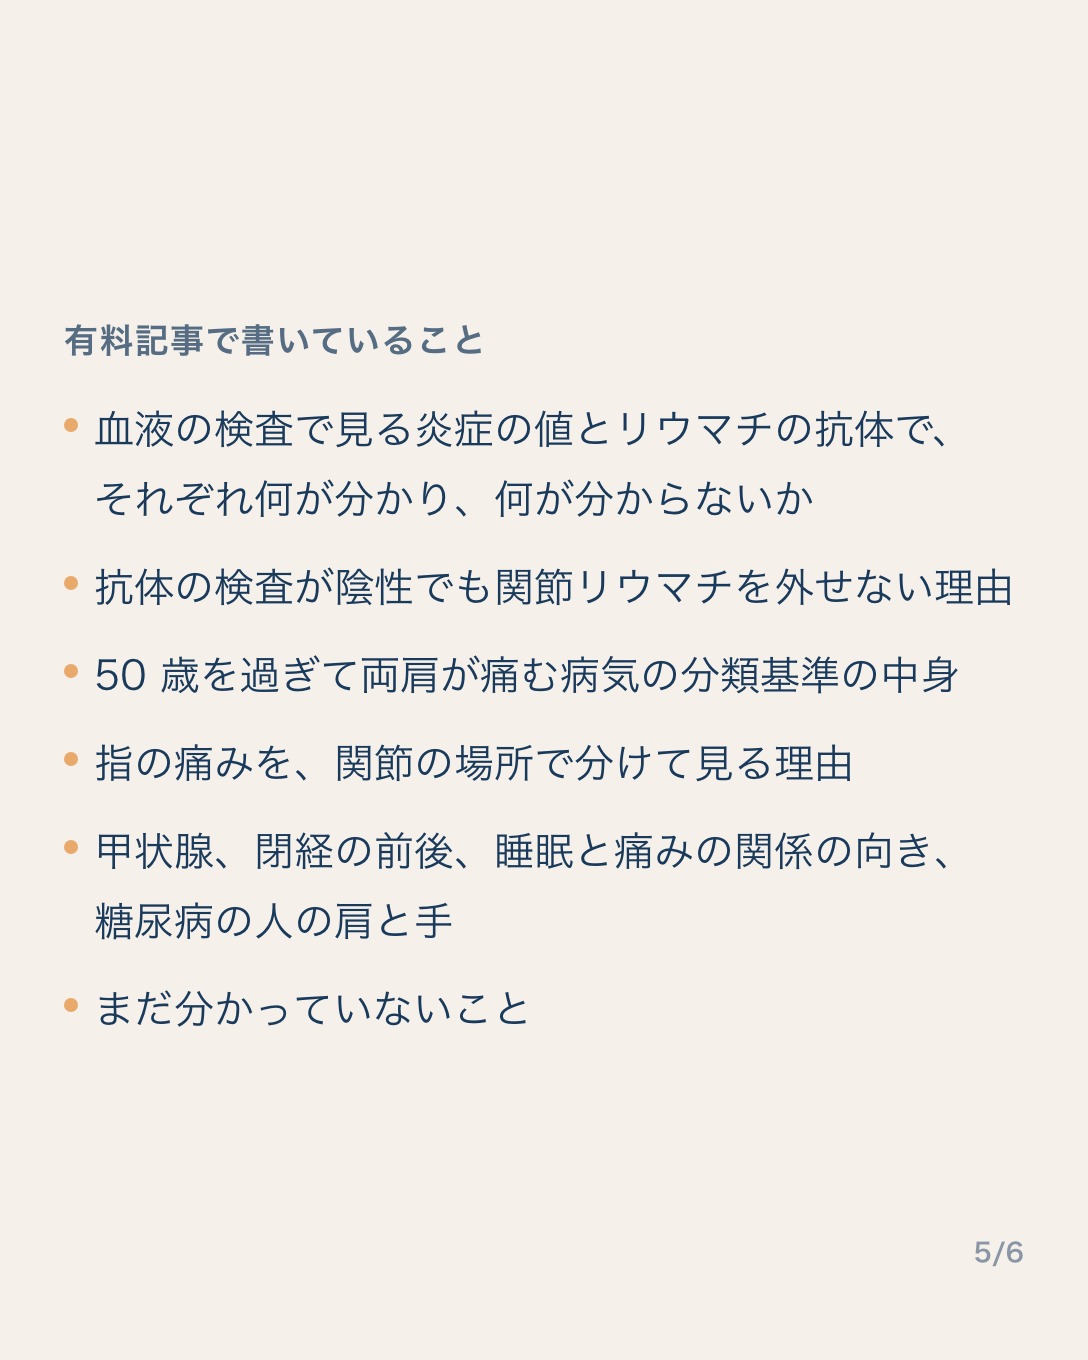 有料記事で書いていること
• 血液の検査で見る炎症の値とリウマチの抗体で、
それぞれ何が分かり、何が分からないか
• 抗体の検査が陰性でも関節リウマチを外せない理由
• 50 歳を過ぎて両肩が痛む病気の分類基準の中身
• 指の痛みを、関節の場所で分けて見る理由
• 甲状腺、閉経の前後、睡眠と痛みの関係の向き、
糖尿病の人の肩と手
• まだ分かっていないこと
5/6